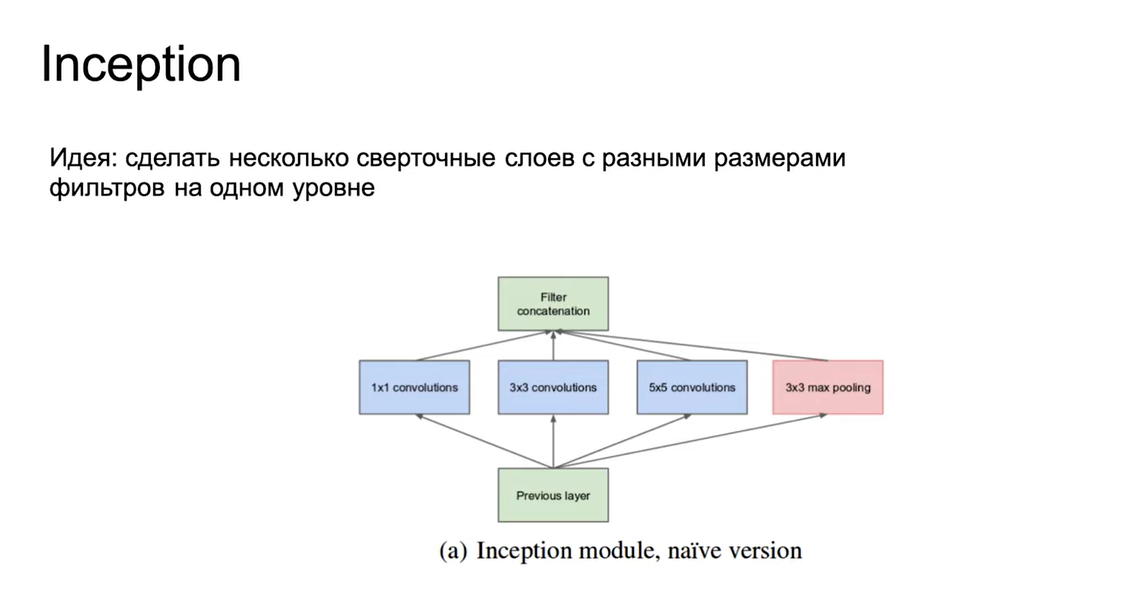 Inception
Идея: сделать несколько сверточные слоев с разными размерами
фильтров на одном уровне
Filter
concatenation
1x1 convolutions
3x3 convolutions
5x5 convolutions
3x3 max pooling
Previous layer
(a) Inception module, naïve version